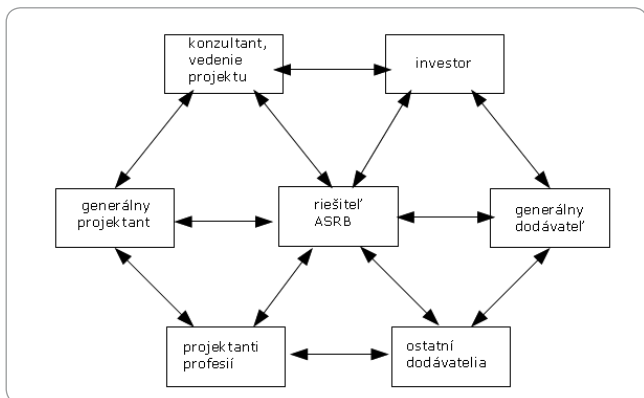 konzultant,
vedenie
projektu
investor
generálny
projektant
riešiteľ
ASRB
generálny
dodávateľ
projektanti
profesií
ostatní
dodávatelia